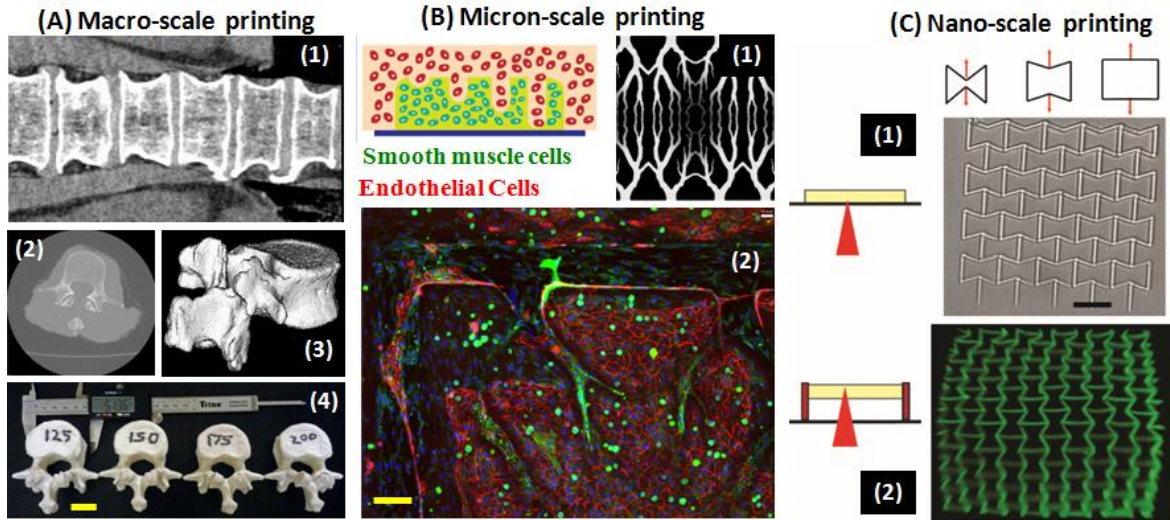 (A) Macro-scale printing
(1)
(2)
(3)
(4)
TITAN
125
150
175
200
(B) Micron-scale printing
(1)
Smooth muscle cells
Endothelial Cells
(2)
(C) Nano-scale printing
(1)
(2)